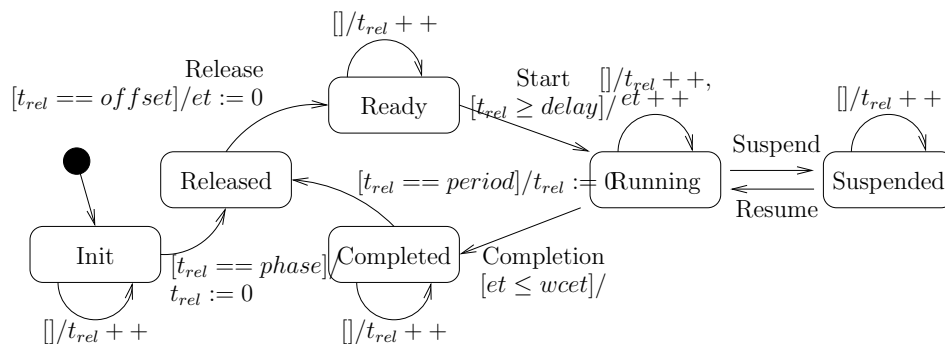 []/t_rel ++
Release
[t_rel == offset]/et := 0
Ready
Start
[t_rel ≥ delay]/
[]/t_rel ++,
et ++
[]/t_rel ++
Released
[t_rel == period]/t_rel := 0
Running
Suspend
Resume
Suspended
Init
[t_rel == phase]/
t_rel := 0
Completed
Completion
[et ≤ wcet]/
[]/t_rel ++
[]/t_rel ++